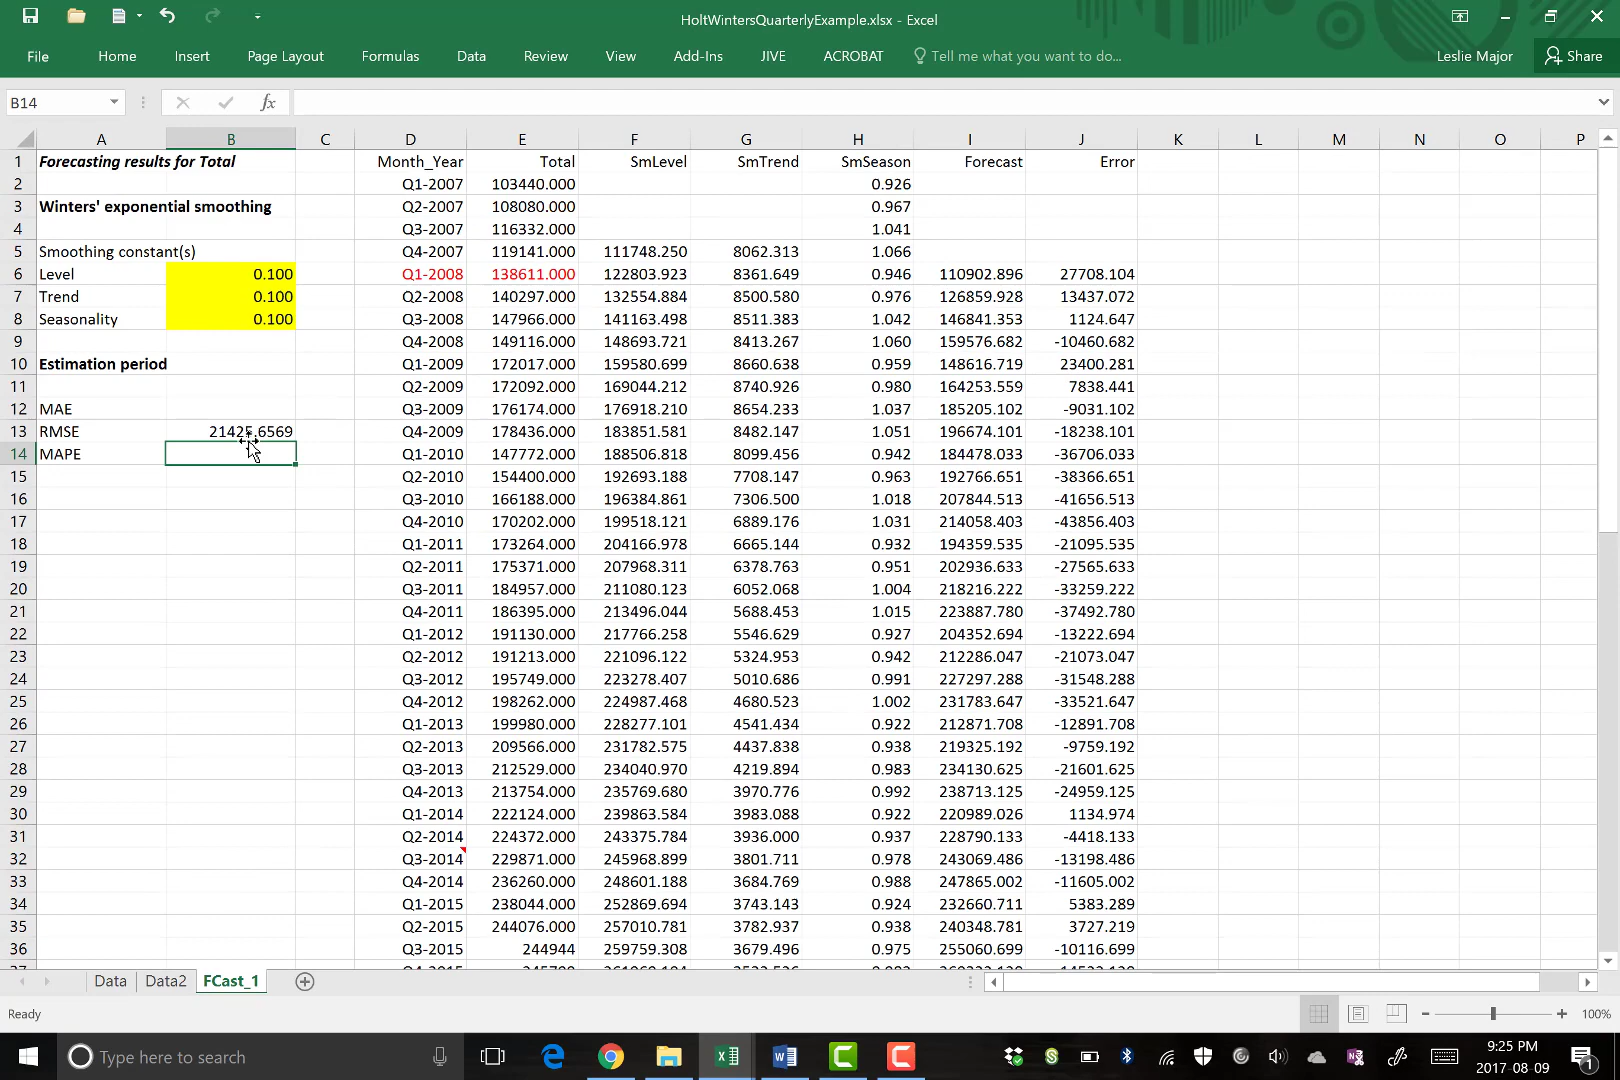 HoltWintersQuarterlyExample.xlsx - Excel
File Home Insert Page Layout Formulas Data Review View Add-Ins JIVE ACROBAT Tell me what you want to do... Leslie Major Share
B14 fx
A B C D E F G H I J K L M N O P
1 Forecasting results for Total Month_Year Total SmLevel SmTrend SmSeason Forecast Error
2 Q1-2007 103440.000 0.926
3 Winters' exponential smoothing Q2-2007 108080.000 0.967
4 Q3-2007 116332.000 1.041
5 Smoothing constant(s) Q4-2007 119141.000 111748.250 8062.313 1.066
6 Level 0.100 Q1-2008 138611.000 122803.923 8361.649 0.946 110902.896 27708.104
7 Trend 0.100 Q2-2008 140297.000 132554.884 8500.580 0.976 126859.928 13437.072
8 Seasonality 0.100 Q3-2008 147966.000 141163.498 8511.383 1.042 146841.353 1124.647
9 Q4-2008 149116.000 148693.721 8413.267 1.060 159576.682 -10460.682
10 Estimation period Q1-2009 172017.000 159580.699 8660.638 0.959 148616.719 23400.281
11 Q2-2009 172092.000 169044.212 8740.926 0.980 164253.559 7838.441
12 MAE Q3-2009 176174.000 176918.210 8654.233 1.037 185205.102 -9031.102
13 RMSE 21425.6569 Q4-2009 178436.000 183851.581 8482.147 1.051 196674.101 -18238.101
14 MAPE Q1-2010 147772.000 188506.818 8099.456 0.942 184478.033 -36706.033
15 Q2-2010 154400.000 192693.188 7708.147 0.963 192766.651 -38366.651
16 Q3-2010 166188.000 196384.861 7306.500 1.018 207844.513 -41656.513
17 Q4-2010 170202.000 199518.121 6889.176 1.031 214058.403 -43856.403
18 Q1-2011 173264.000 204166.978 6665.144 0.932 194359.535 -21095.535
19 Q2-2011 175371.000 207968.311 6378.763 0.951 202936.633 -27565.633
20 Q3-2011 184957.000 211080.123 6052.068 1.004 218216.222 -33259.222
21 Q4-2011 186395.000 213496.044 5688.453 1.015 223887.780 -37492.780
22 Q1-2012 191130.000 217766.258 5546.629 0.927 204352.694 -13222.694
23 Q2-2012 191213.000 221096.122 5324.953 0.942 212286.047 -21073.047
24 Q3-2012 195749.000 223278.407 5010.686 0.991 227297.288 -31548.288
25 Q4-2012 198262.000 224987.468 4680.523 1.002 231783.647 -33521.647
26 Q1-2013 199980.000 228277.101 4541.434 0.922 212871.708 -12891.708
27 Q2-2013 209566.000 231782.575 4437.838 0.938 219325.192 -9759.192
28 Q3-2013 212529.000 234040.970 4219.894 0.983 234130.625 -21601.625
29 Q4-2013 213754.000 235769.680 3970.776 0.992 238713.125 -24959.125
30 Q1-2014 222124.000 239863.584 3983.088 0.922 220989.026 1134.974
31 Q2-2014 224372.000 243375.784 3936.000 0.937 228790.133 -4418.133
32 Q3-2014 229871.000 245968.899 3801.711 0.978 243069.486 -13198.486
33 Q4-2014 236260.000 248601.188 3684.769 0.988 247865.002 -11605.002
34 Q1-2015 238044.000 252869.694 3743.143 0.924 232660.711 5383.289
35 Q2-2015 244076.000 257010.781 3782.937 0.938 240348.781 3727.219
36 Q3-2015 244944 259759.308 3679.496 0.975 255060.699 -10116.699
Data Data2 FCast_1
Ready 100%
Type here to search 9:25 PM
2017-08-09